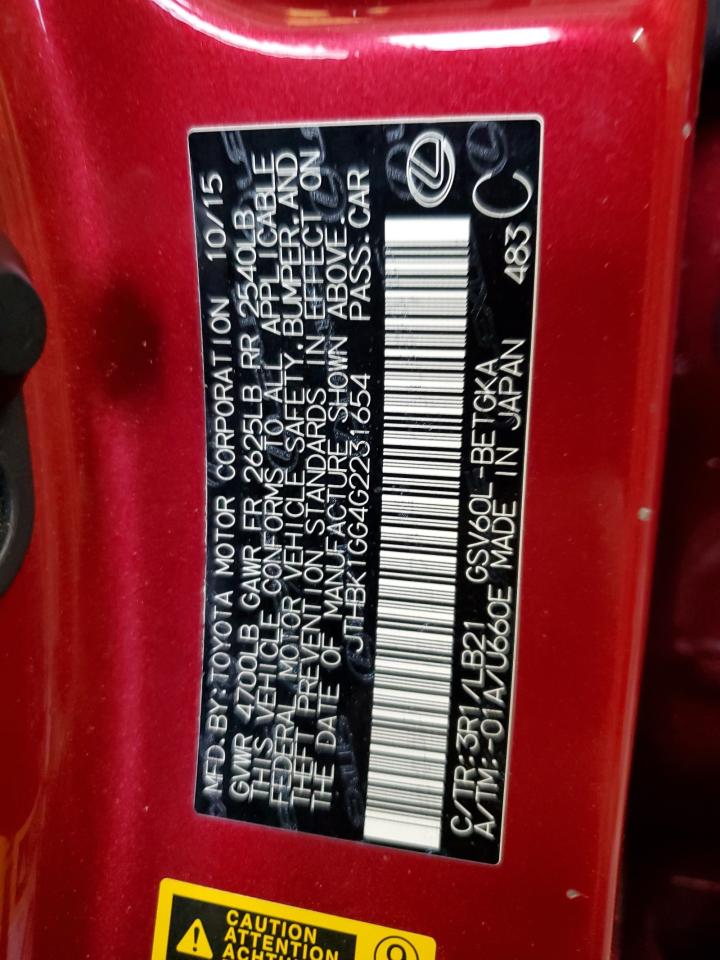 MFD.BY:TOYOTA MOTOR CORPORATION 10/15
GVWR 4700LB GAWR FR 2625LB RR 2540LB
THIS VEHICLE CONFORMS TO ALL APPLICABLE
FEDERAL MOTOR VEHICLE SAFETY,BUMPER,AND
THEFT PREVENTION STANDARDS IN EFFECT ON
THE DATE OF MANUFACTURE SHOWN ABOVE.
JTHBK1GG4G2231654 PASS.CAR
C/TR:3R1/LB21 GSV60L-BETGKA 483 C
A/TM:-01A/U660E MADE IN JAPAN
CAUTION
ATTENTION